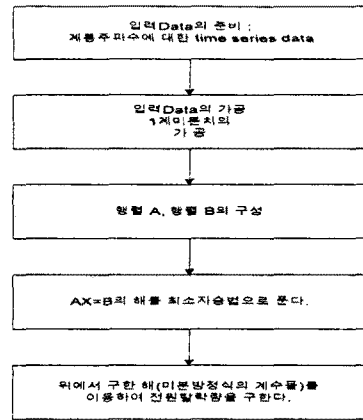 입력Data의 준비 :
계통주파수에 대한 time series data
입력Data의 가공
1계미분치의
가 공
행렬 A, 행렬 B의 구성
AX=B의 해를 최소자승법으로 푼다.
위에서 구한 해(미분방정식의 계수들)를
이용하여 전원탈락량을 구한다.